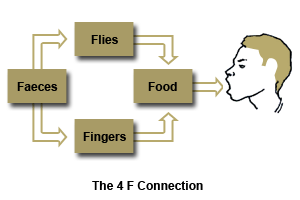 Flies
Faeces
Food
Fingers
The 4 F Connection